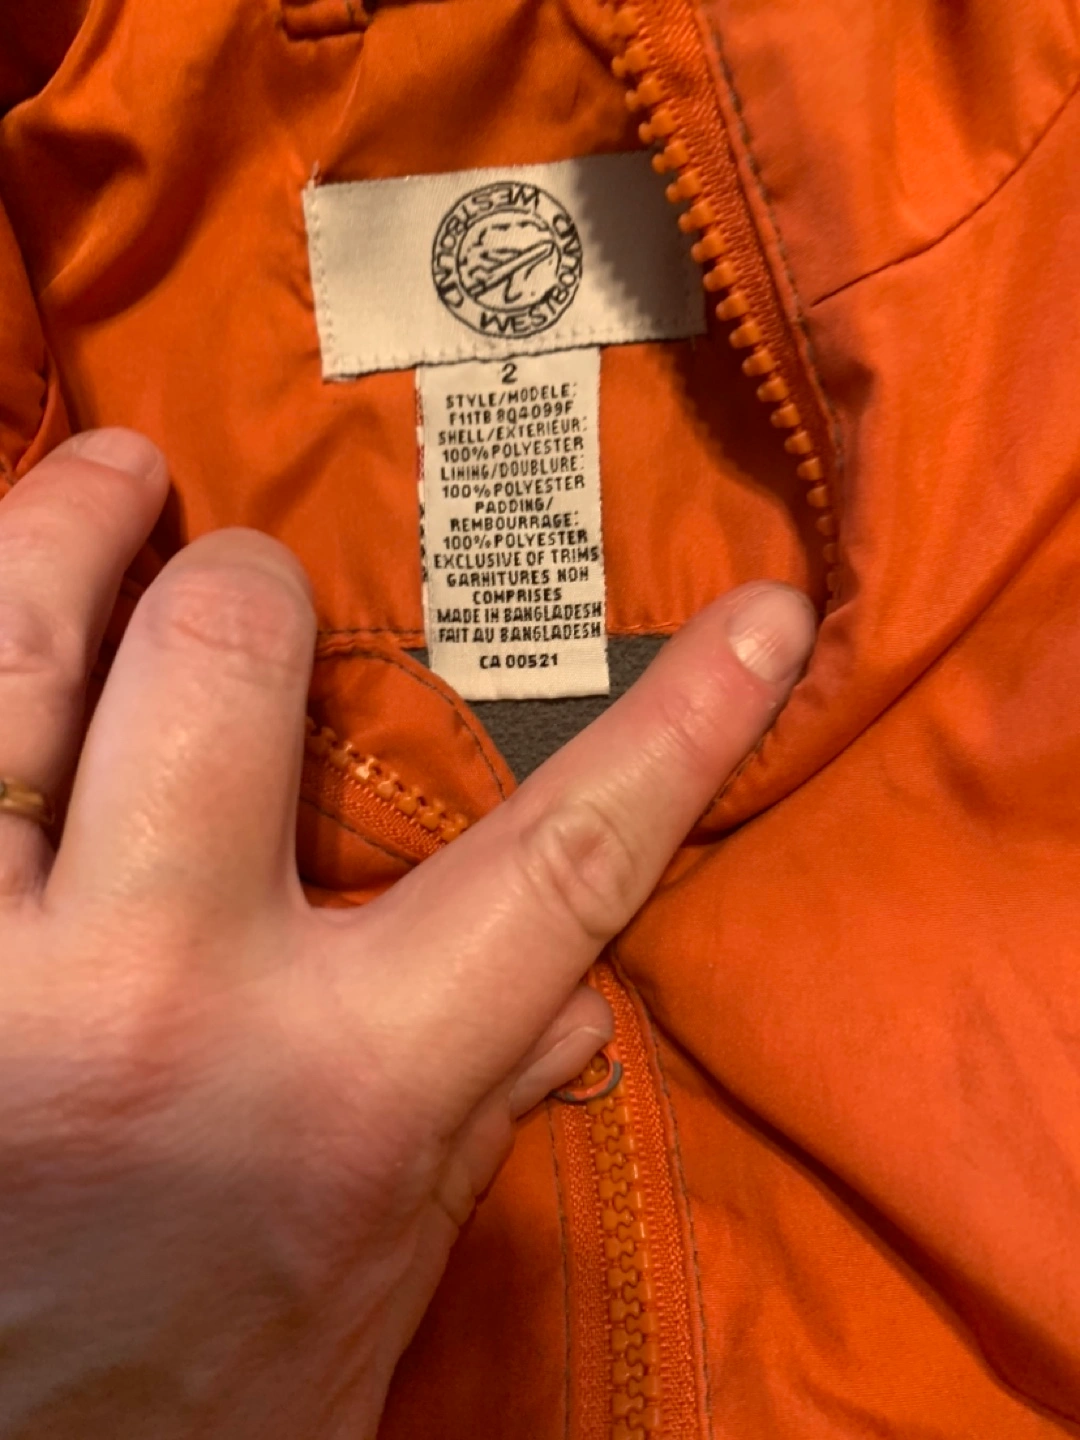 WESTBOUND WESTBOUND
2
STYLE/MODELE:
F11TB 8Q4099F
SHELL/EXTERIEUR:
100% POLYESTER
LINING/DOUBLURE:
100% POLYESTER
PADDING/
REMBOURRAGE:
100% POLYESTER
EXCLUSIVE OF TRIMS
GARNITURES NON
COMPRISES
MADE IN BANGLADESH
FAIT AU BANGLADESH
CA 00521